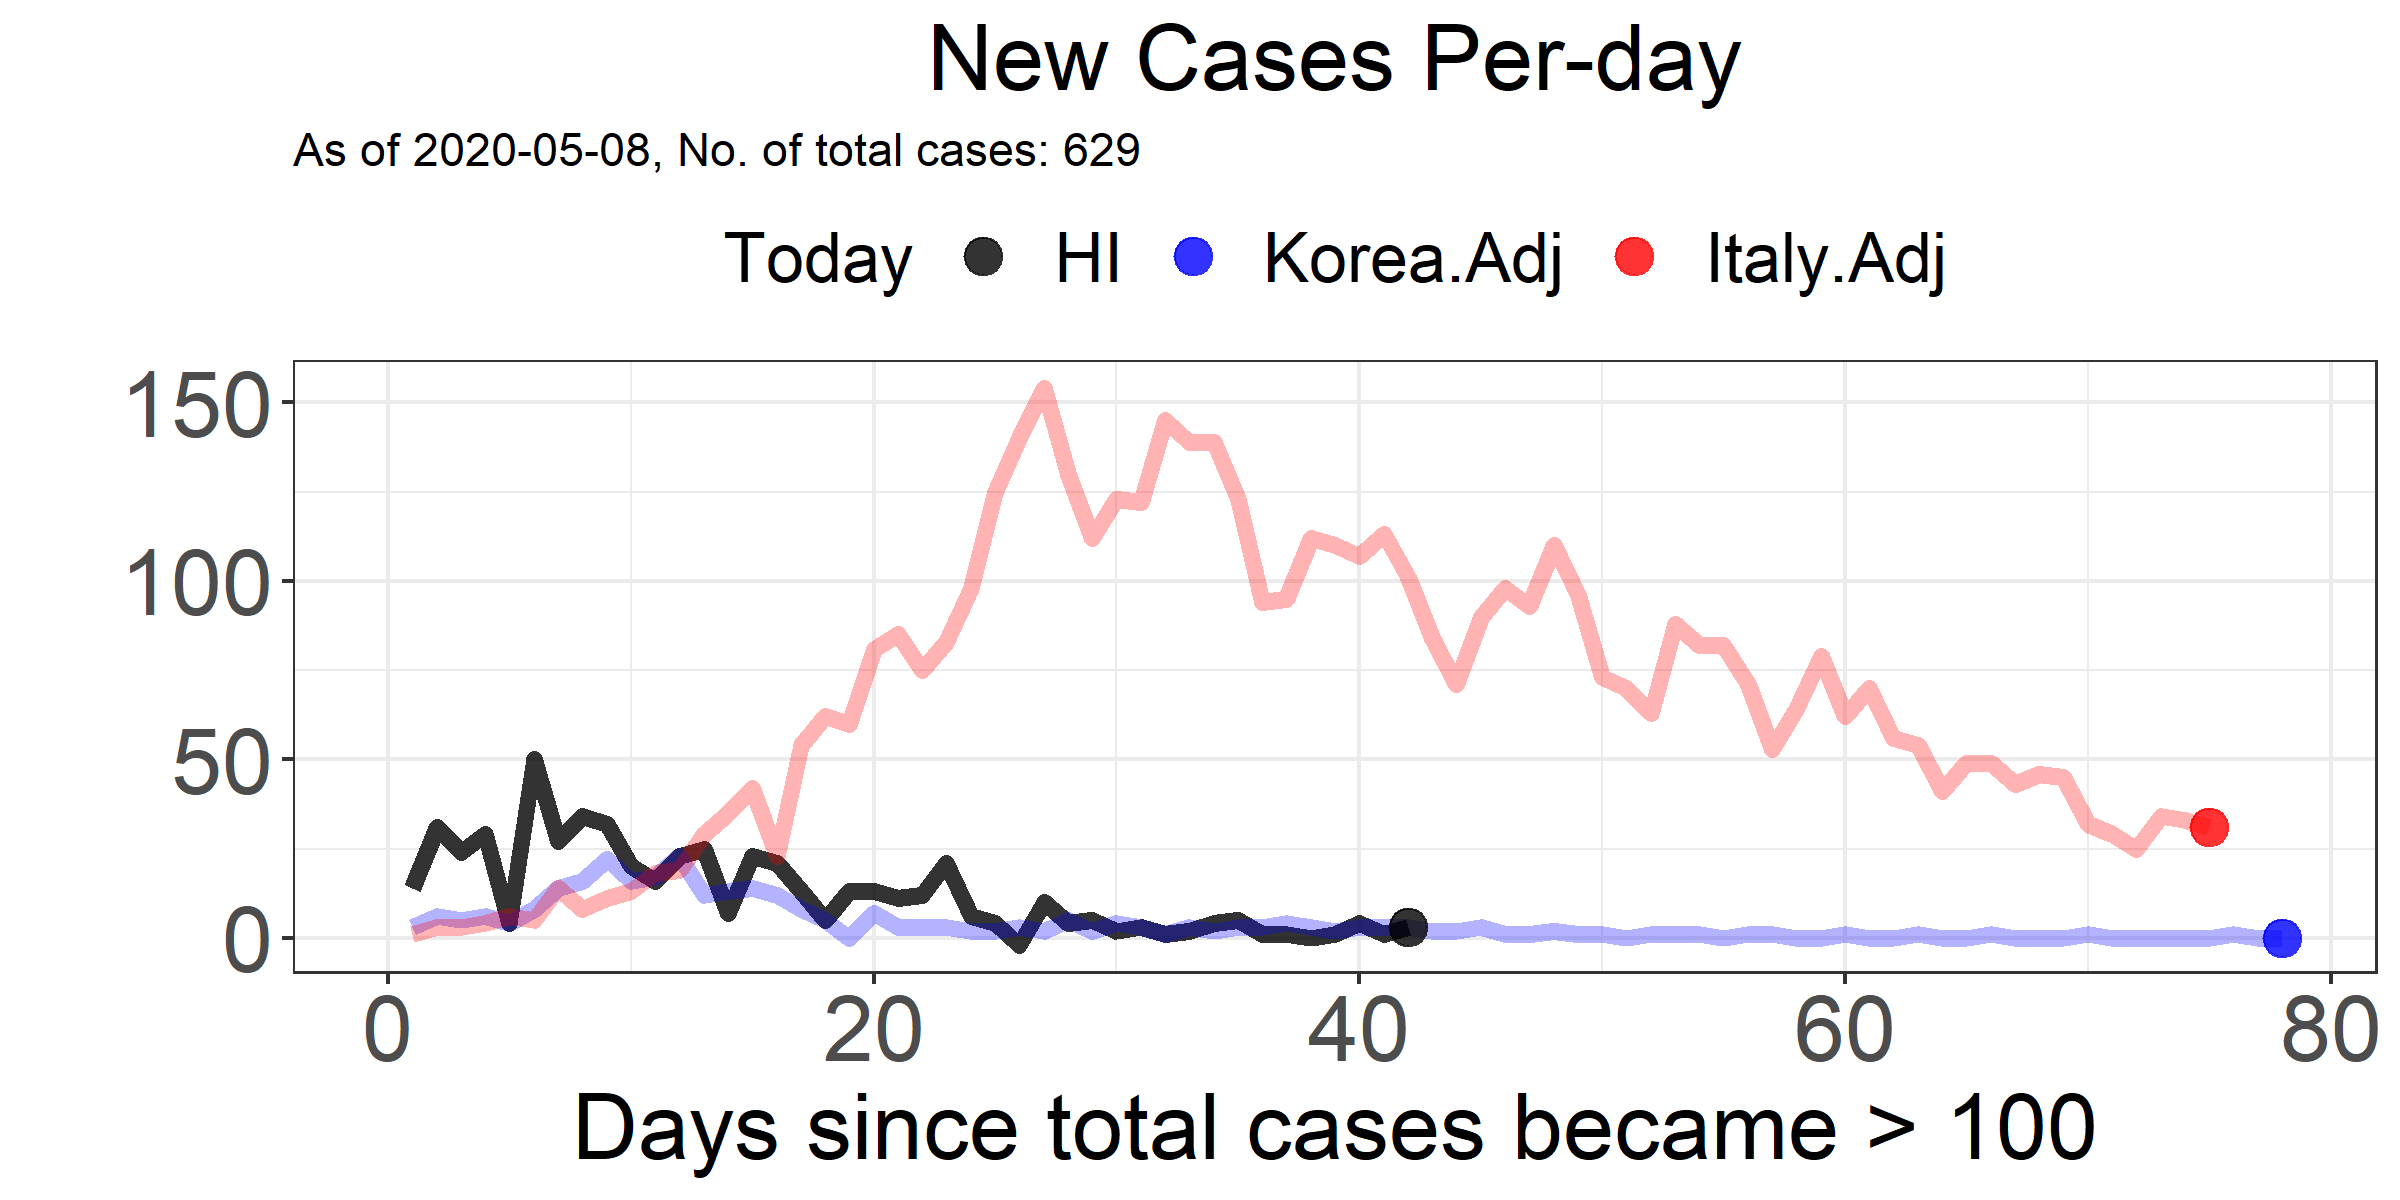 New Cases Per-day
As of 2020-05-08, No. of total cases: 629
Today HI Korea.Adj Italy.Adj
150
100
50
0
0 20 40 60 80
Days since total cases became > 100